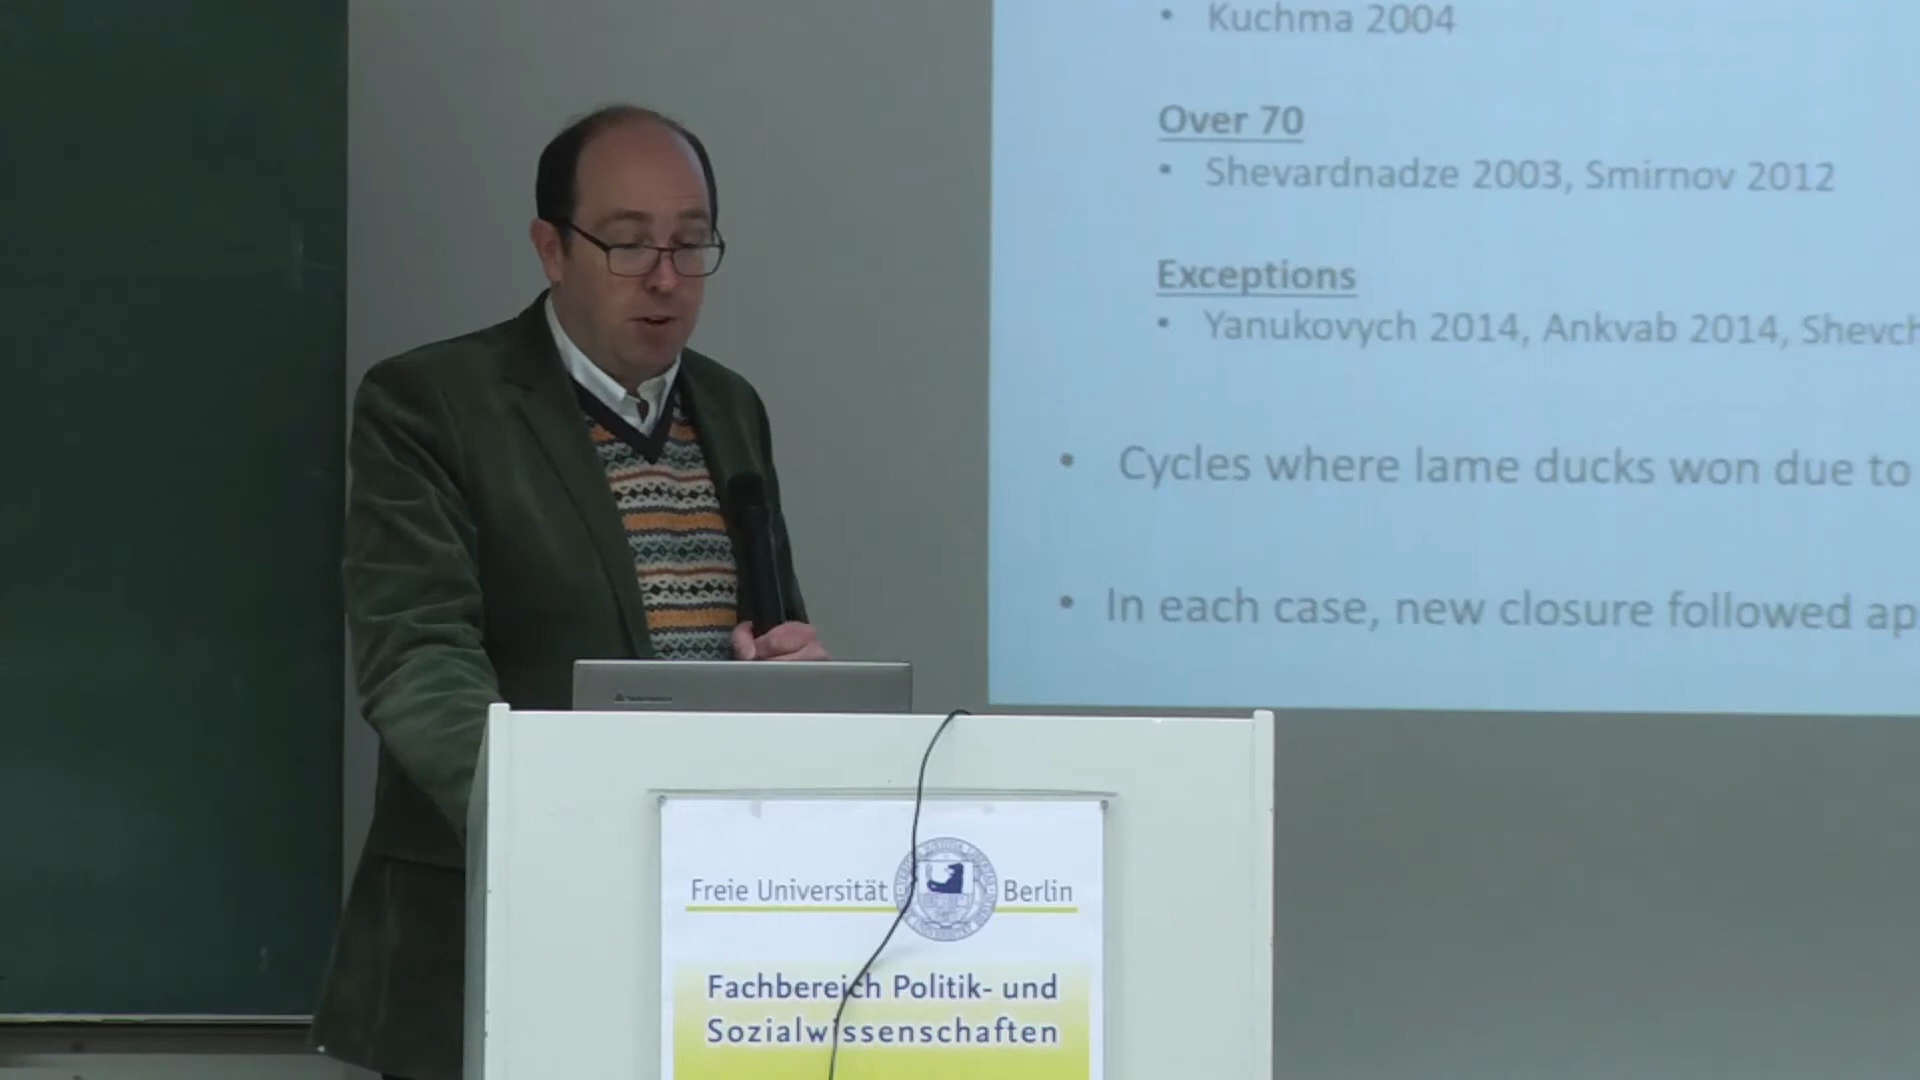 • Kuchma 2004
Over 70
• Shevardnadze 2003, Smirnov 2012
Exceptions
• Yanukovych 2014, Ankvab 2014, Shevch
• Cycles where lame ducks won due to
• In each case, new closure followed ap
Freie Universität Berlin
Fachbereich Politik- und
Sozialwissenschaften